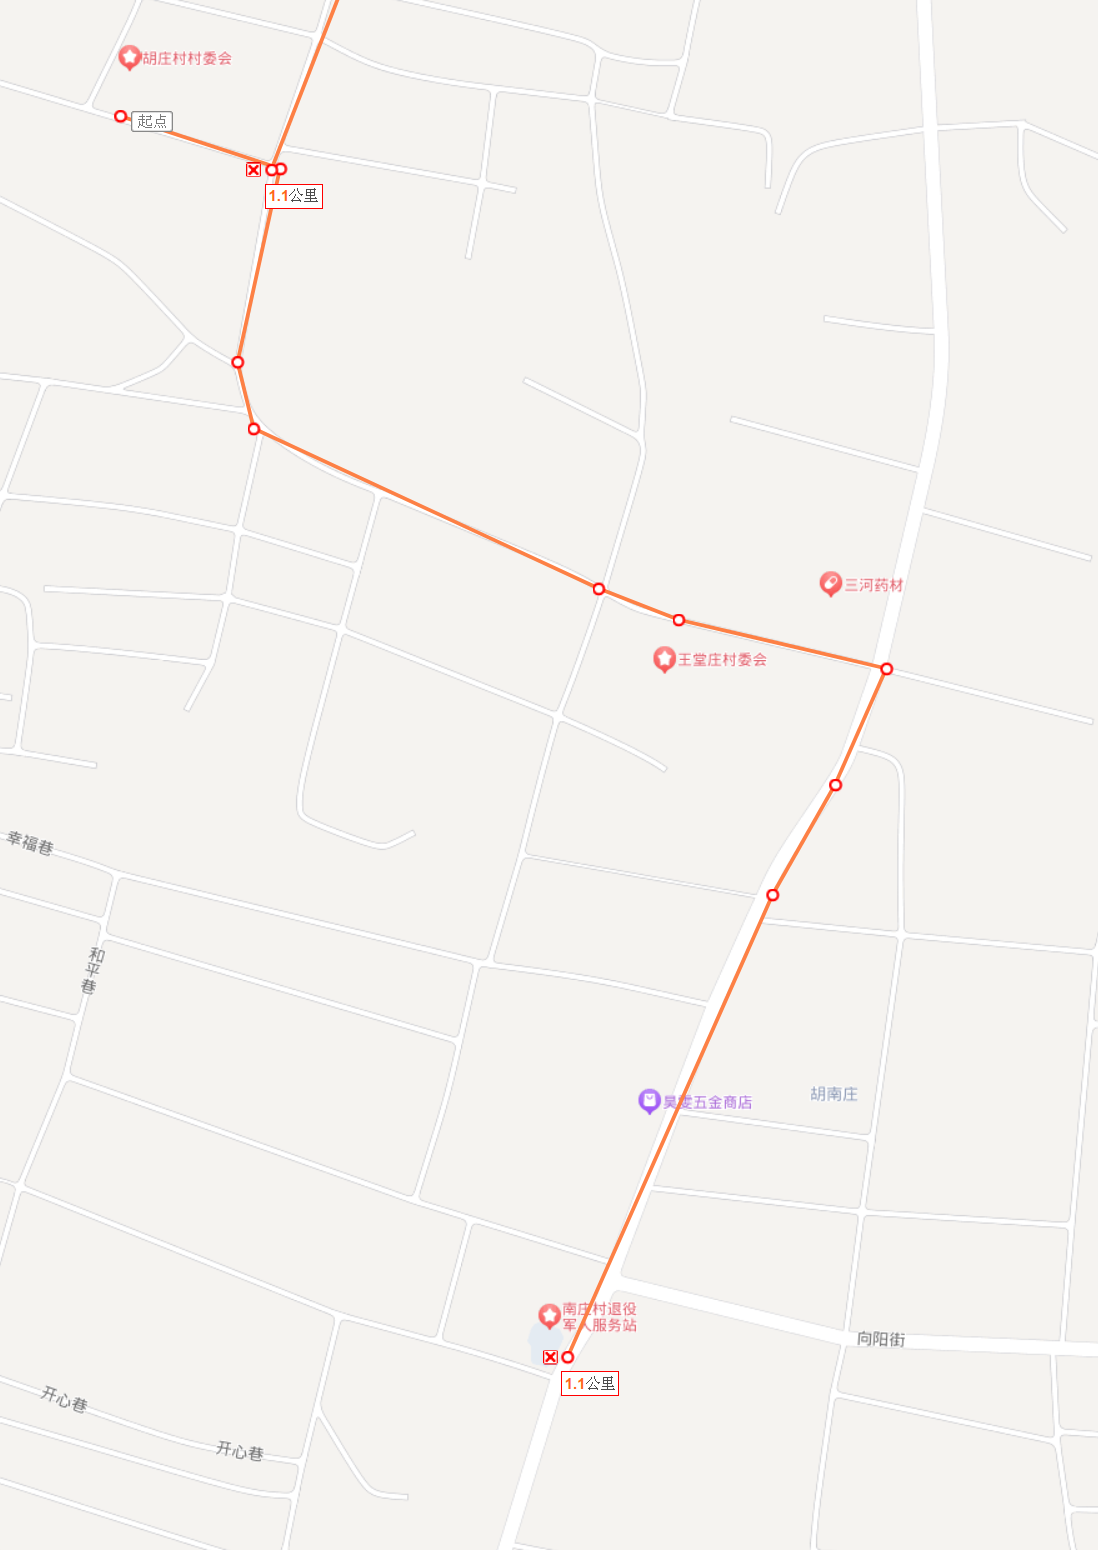 胡庄村村委会
起点
1.1公里
三河药材
王堂庄村委会
幸福巷
和平巷
胡南庄
昊雯五金商店
南庄村退役
军人服务站
向阳街
1.1公里
开心巷
开心巷